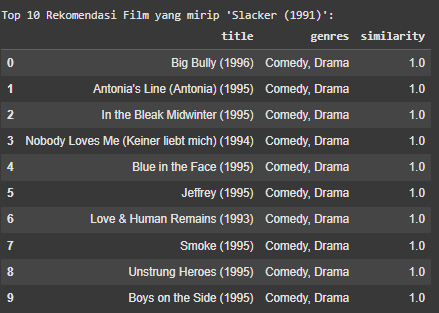 Top 10 Rekomendasi Film yang mirip 'Slacker (1991)':
title genres similarity
0 Big Bully (1996) Comedy, Drama 1.0
1 Antonia's Line (Antonia) (1995) Comedy, Drama 1.0
2 In the Bleak Midwinter (1995) Comedy, Drama 1.0
3 Nobody Loves Me (Keiner liebt mich) (1994) Comedy, Drama 1.0
4 Blue in the Face (1995) Comedy, Drama 1.0
5 Jeffrey (1995) Comedy, Drama 1.0
6 Love & Human Remains (1993) Comedy, Drama 1.0
7 Smoke (1995) Comedy, Drama 1.0
8 Unstrung Heroes (1995) Comedy, Drama 1.0
9 Boys on the Side (1995) Comedy, Drama 1.0